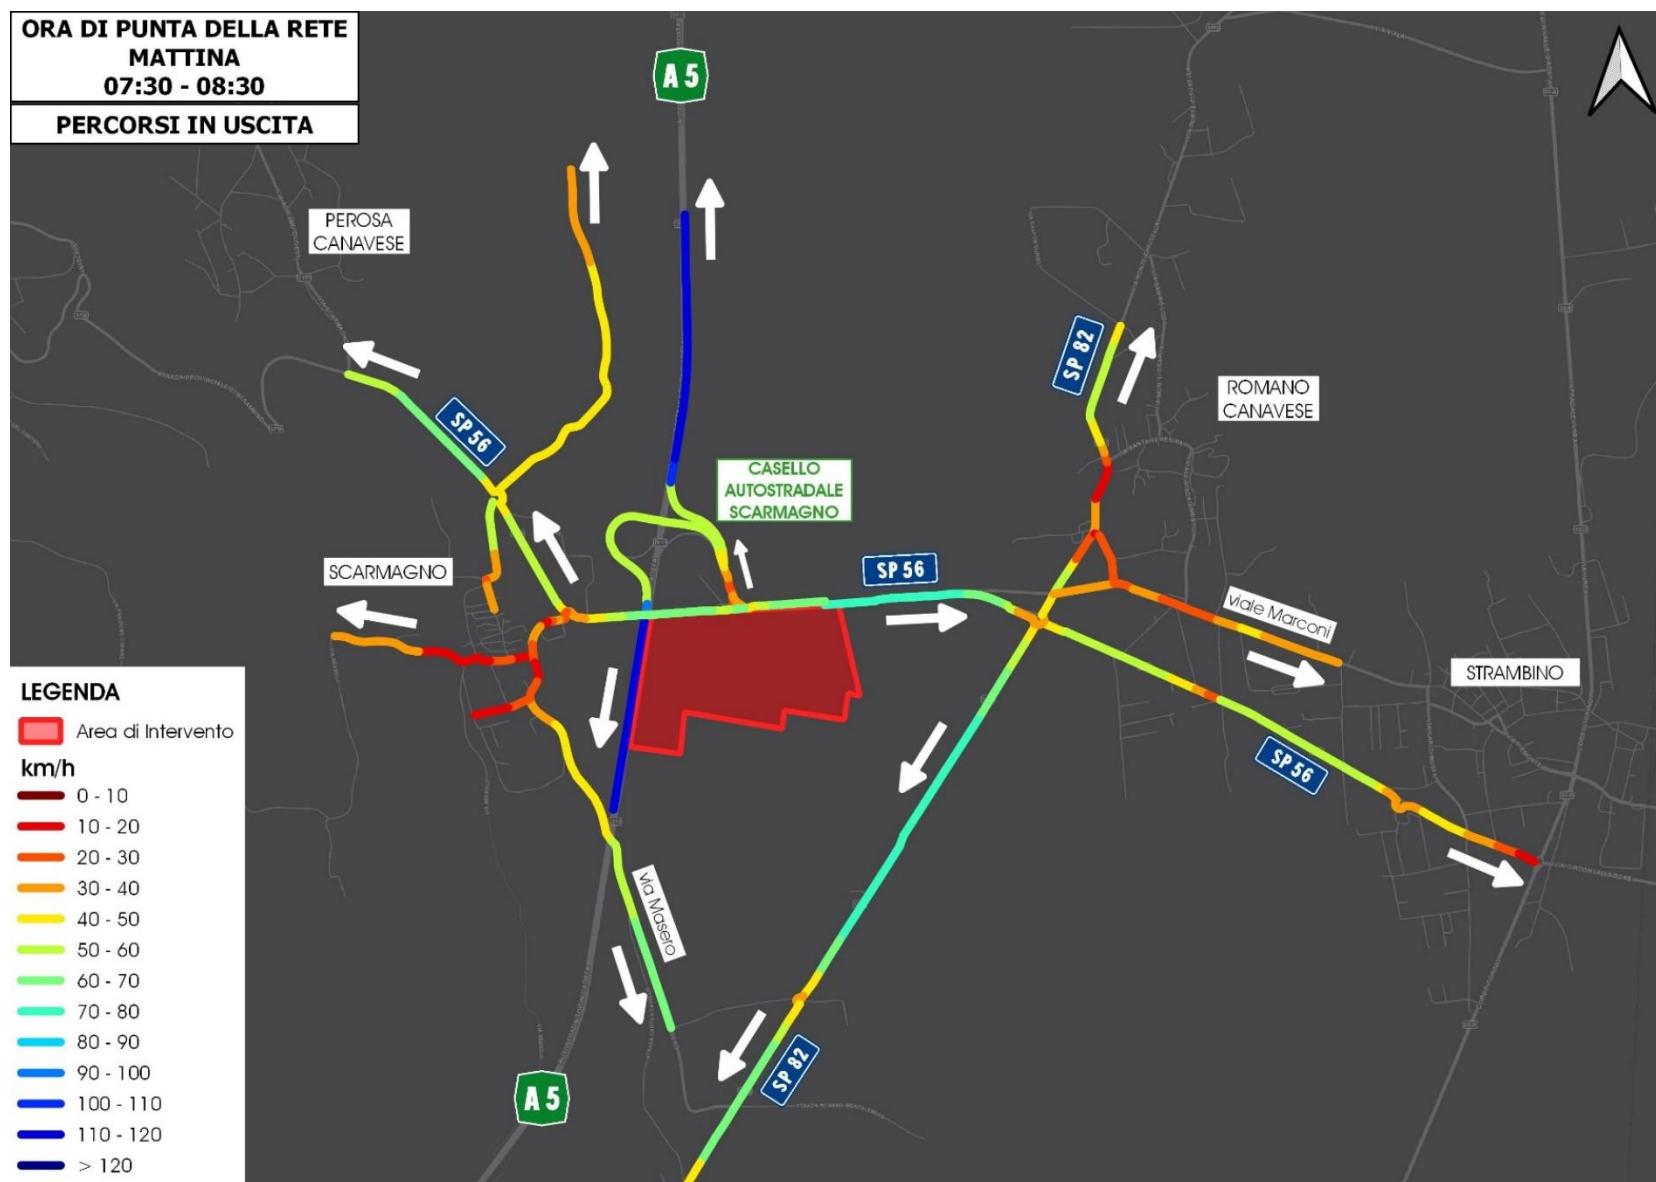 ORA DI PUNTA DELLA RETE
MATTINA
07:30 - 08:30
PERCORSI IN USCITA
A 5
PEROSA
CANAVESE
SP 82
ROMANO
CANAVESE
SP 56
CASELLO
AUTOSTRADALE
SCARMAGNO
SCARMAGNO
SP 56
viale Marconi
STRAMBINO
SP 56
via Masero
SP 82
A 5
LEGENDA
Area di Intervento
km/h
0 - 10
10 - 20
20 - 30
30 - 40
40 - 50
50 - 60
60 - 70
70 - 80
80 - 90
90 - 100
100 - 110
110 - 120
> 120